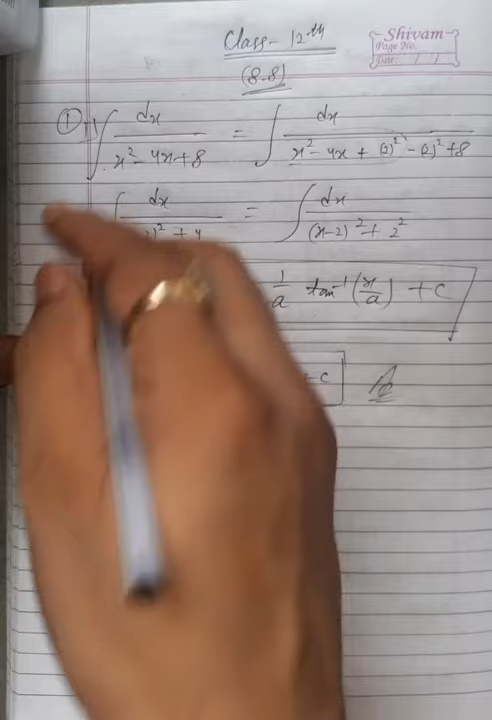 Class - 12th
Shivam
Page No.
Date: / /
(8.8)
① ∫ dx / x² - 4x + 8 = ∫ dx / x² - 4x + (2)² - (2)² + 8
∫ dx / 2)² + 4 = ∫ dx / (x-2)² + 2²
1/a tan⁻¹ (x/a) + c
+ c